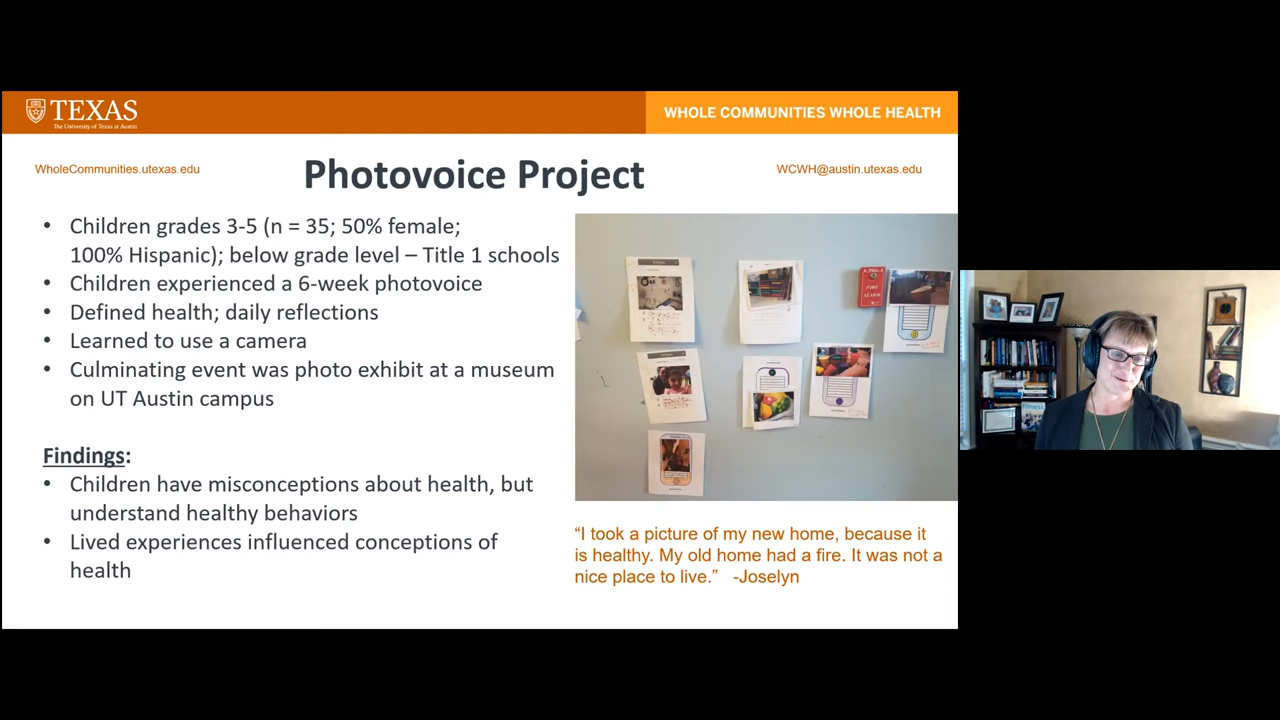 TEXAS
The University of Texas at Austin
WHOLE COMMUNITIES WHOLE HEALTH
WholeCommunities.utexas.edu
Photovoice Project
WCWH@austin.utexas.edu
• Children grades 3-5 (n = 35; 50% female;
100% Hispanic); below grade level – Title 1 schools
• Children experienced a 6-week photovoice
• Defined health; daily reflections
• Learned to use a camera
• Culminating event was photo exhibit at a museum
on UT Austin campus
Findings:
• Children have misconceptions about health, but
understand healthy behaviors
• Lived experiences influenced conceptions of
health
FIRE
ALARM
“I took a picture of my new home, because it
is healthy. My old home had a fire. It was not a
nice place to live.” -Joselyn